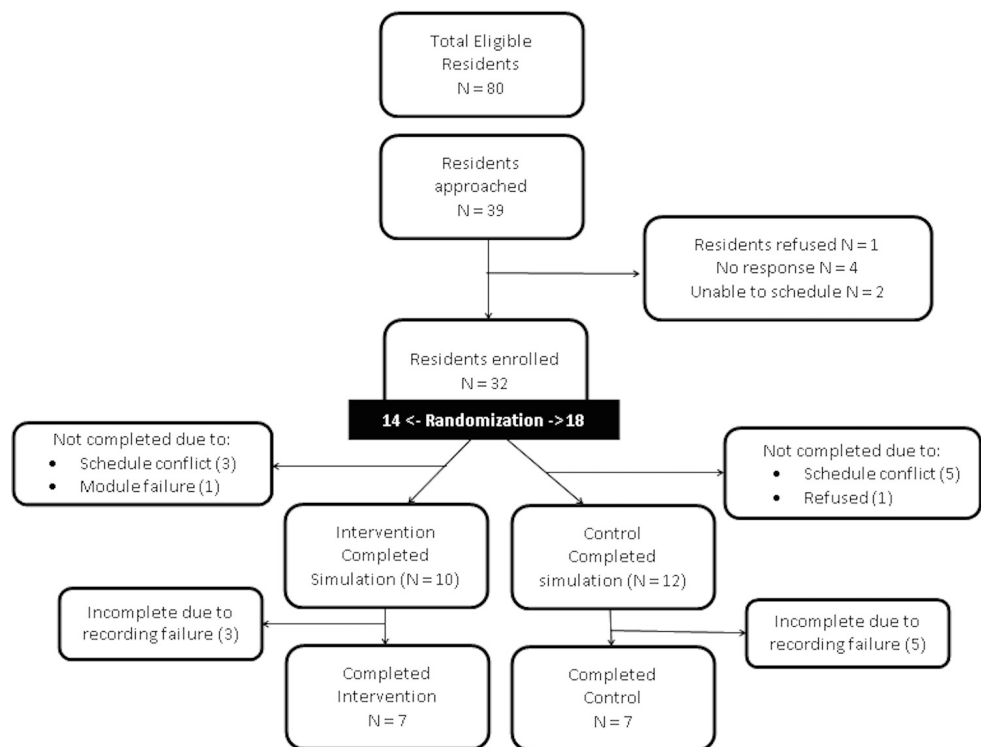 Total Eligible
Residents
N = 80
Residents
approached
N = 39
Residents refused N = 1
No response N = 4
Unable to schedule N = 2
Residents enrolled
N = 32
14 <- Randomization ->18
Not completed due to:
• Schedule conflict (3)
• Module failure (1)
Not completed due to:
• Schedule conflict (5)
• Refused (1)
Intervention
Completed
Simulation (N = 10)
Control
Completed
simulation (N = 12)
Incomplete due to
recording failure (3)
Incomplete due to
recording failure (5)
Completed
Intervention
N = 7
Completed
Control
N = 7